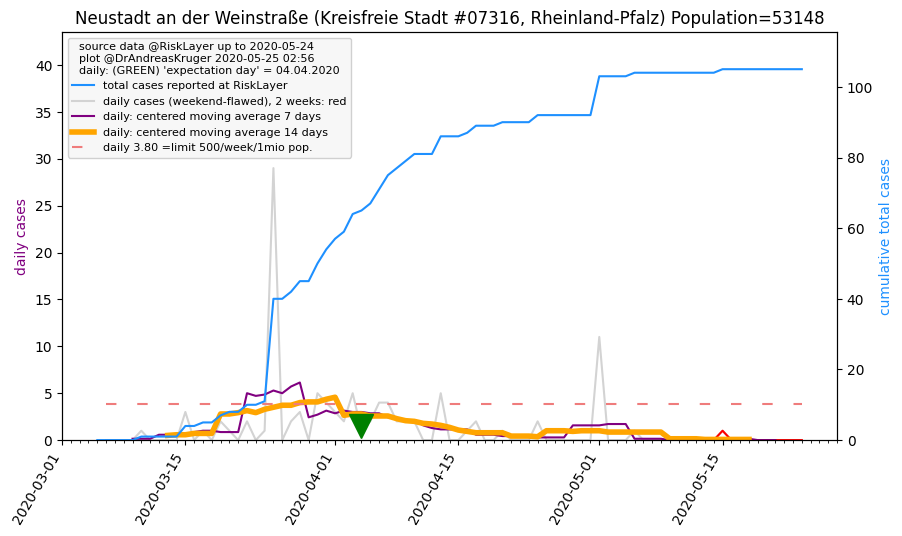 Neustadt an der Weinstraße (Kreisfreie Stadt #07316, Rheinland-Pfalz) Population=53148
source data @RiskLayer up to 2020-05-24
plot @DrAndreasKruger 2020-05-25 02:56
daily: (GREEN) 'expectation day' = 04.04.2020
total cases reported at RiskLayer
daily cases (weekend-flawed), 2 weeks: red
daily: centered moving average 7 days
daily: centered moving average 14 days
daily 3.80 =limit 500/week/1mio pop.
daily cases
40
35
30
25
20
15
10
5
0
cumulative total cases
100
80
60
40
20
0
2020-03-01
2020-03-15
2020-04-01
2020-04-15
2020-05-01
2020-05-15